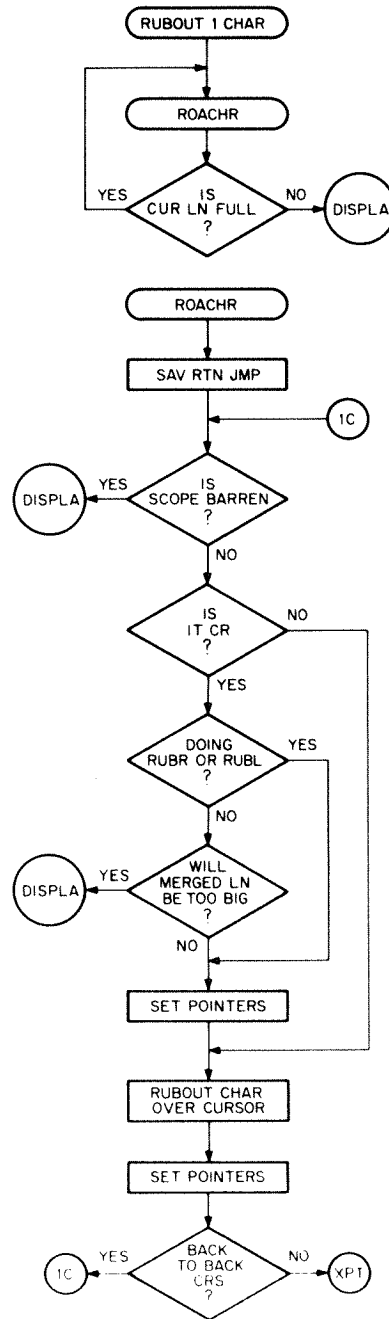 RUBOUT 1 CHAR
ROACHR
IS
CUR LN FULL
?
YES
NO
DISPLA
ROACHR
SAV RTN JMP
1C
IS
SCOPE BARREN
?
YES
DISPLA
NO
IS
IT CR
?
NO
YES
DOING
RUBR OR RUBL
?
YES
NO
WILL
MERGED LN
BE TOO BIG
?
YES
DISPLA
NO
SET POINTERS
RUBOUT CHAR
OVER CURSOR
SET POINTERS
BACK
TO BACK
CRS
?
YES
1C
NO
XPT